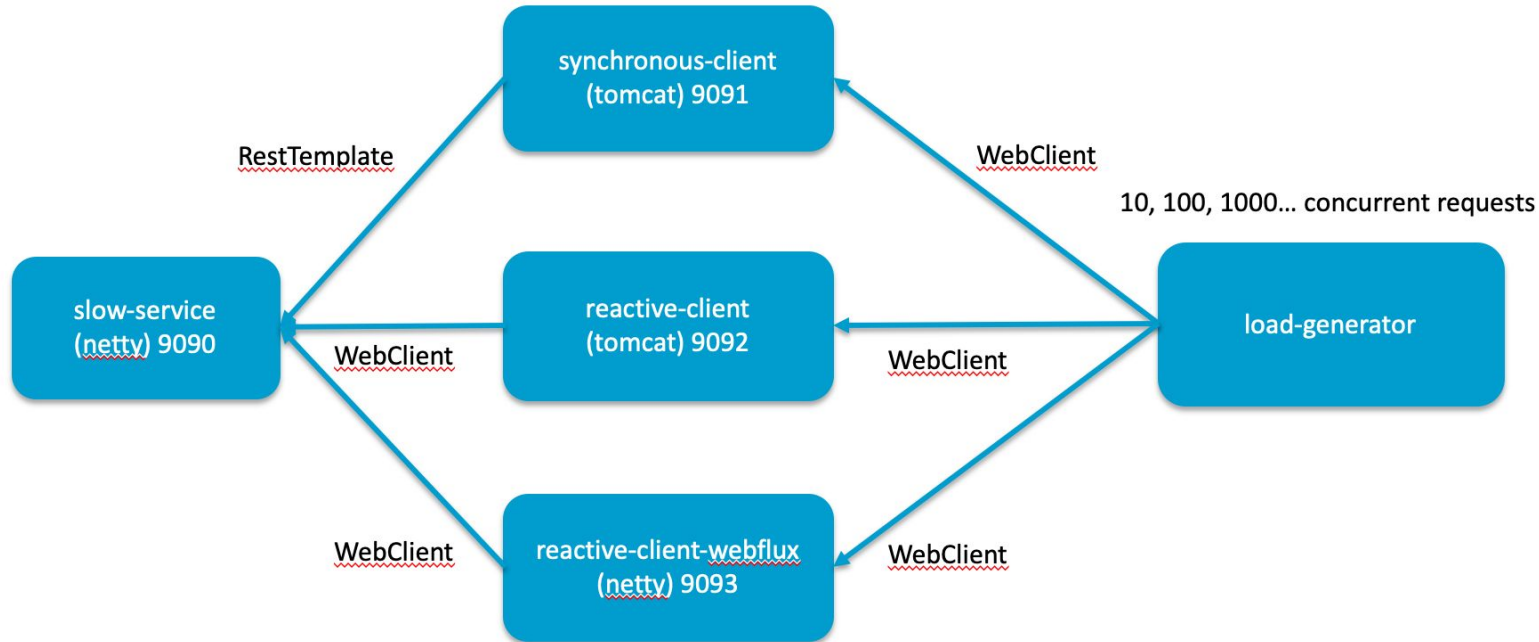 synchronous-client
(tomcat) 9091
RestTemplate
WebClient
10, 100, 1000... concurrent requests
slow-service
(netty) 9090
reactive-client
(tomcat) 9092
load-generator
WebClient
WebClient
WebClient
reactive-client-webflux
(netty) 9093
WebClient